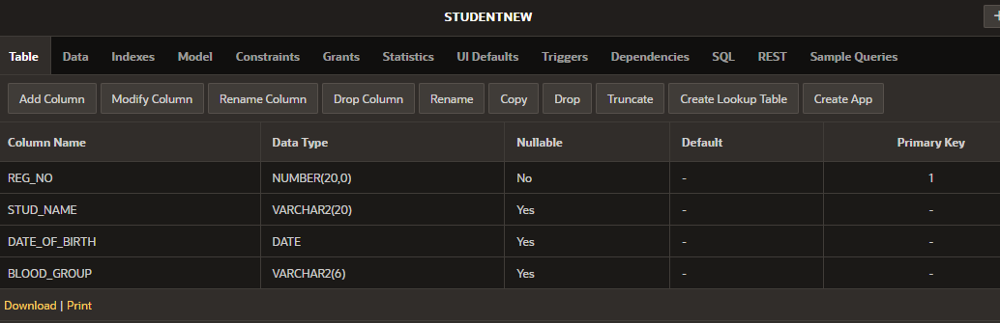 STUDENTNEW
Table Data Indexes Model Constraints Grants Statistics UI Defaults Triggers Dependencies SQL REST Sample Queries
Add Column Modify Column Rename Column Drop Column Rename Copy Drop Truncate Create Lookup Table Create App
Column Name Data Type Nullable Default Primary Key
REG_NO NUMBER(20,0) No - 1
STUD_NAME VARCHAR2(20) Yes - -
DATE_OF_BIRTH DATE Yes - -
BLOOD_GROUP VARCHAR2(6) Yes - -
Download | Print